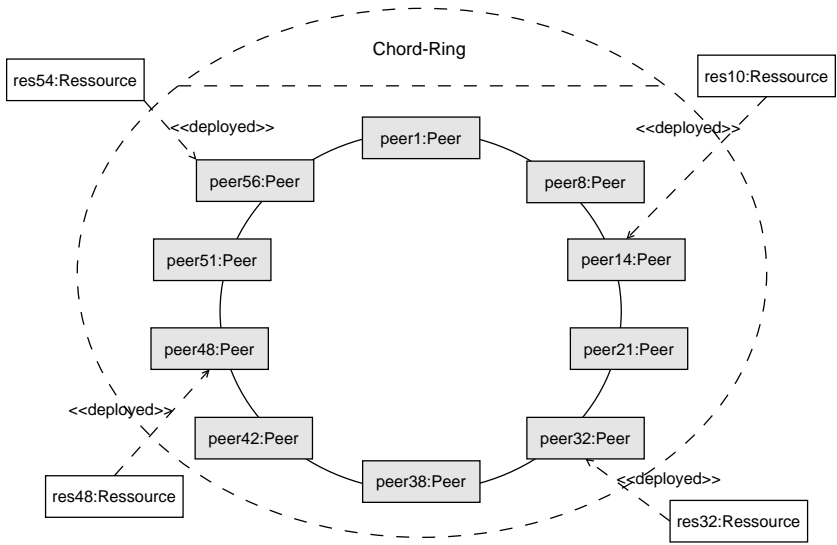 Chord-Ring
res54:Ressource
res10:Ressource
<<deployed>>
<<deployed>>
peer1:Peer
peer56:Peer
peer8:Peer
peer51:Peer
peer14:Peer
peer48:Peer
peer21:Peer
<<deployed>>
peer42:Peer
peer32:Peer
peer38:Peer
<<deployed>>
res48:Ressource
res32:Ressource